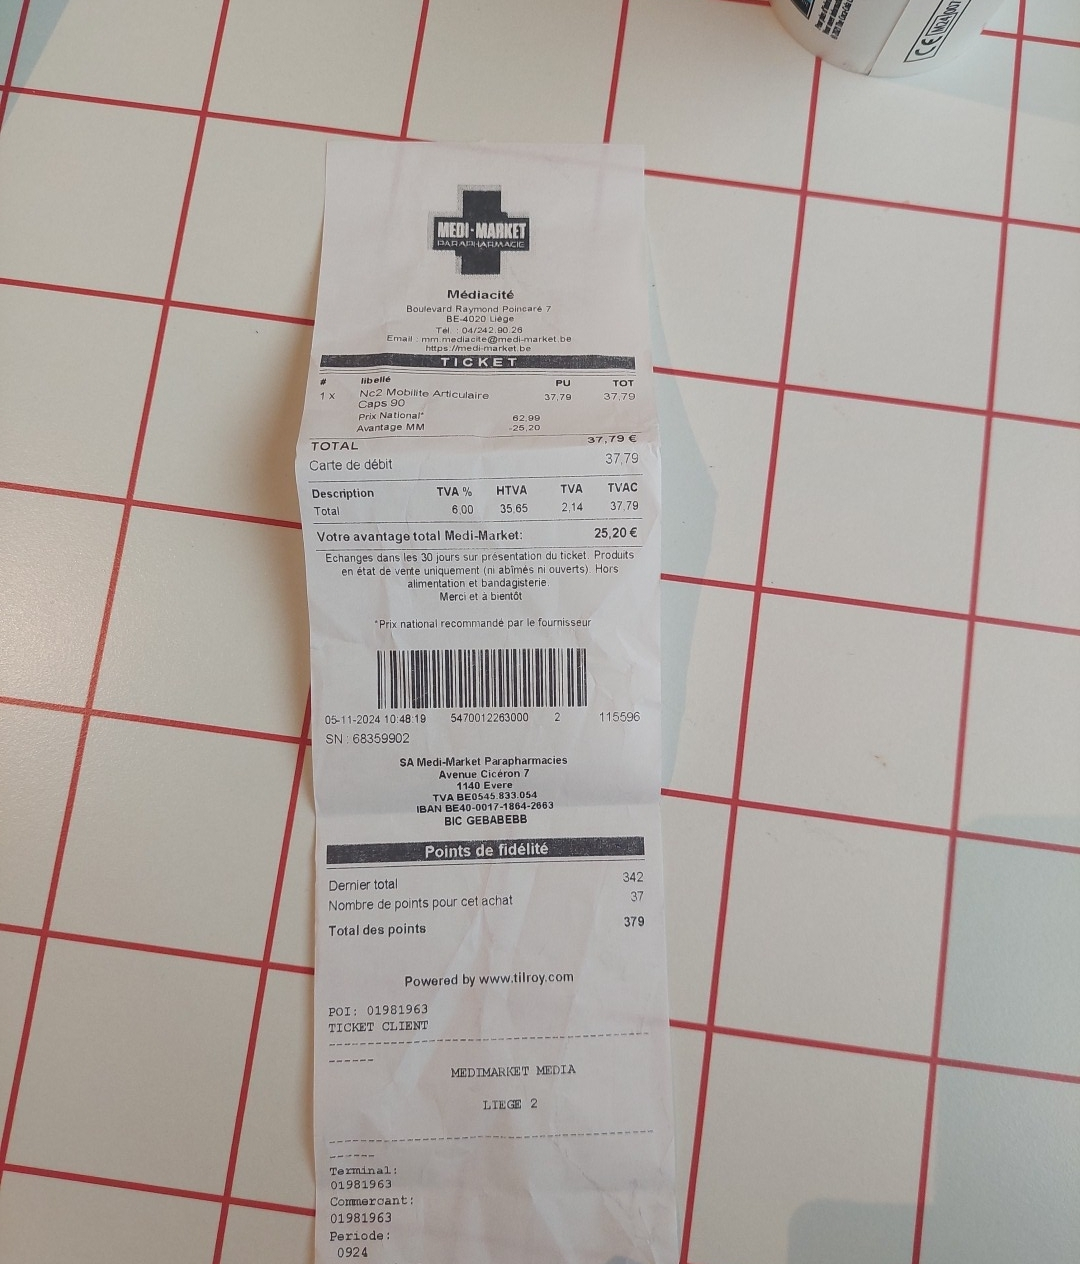 MEDI-MARKET
PARAPHARMACIE
Médiacité
Boulevard Raymond Poincaré 7
BE-4020 Liège
Tél. : 04/242.90.26
Email : mm.mediacite@medi-market.be
https://medi-market.be
TICKET
# libellé PU TOT
1 x Nc2 Mobilite Articulaire 37,79 37,79
Caps 90
Prix National* 62,99
Avantage MM -25,20
TOTAL 37,79 €
Carte de débit 37,79
Description TVA % HTVA TVA TVAC
Total 6,00 35,65 2,14 37,79
Votre avantage total Medi-Market: 25,20 €
Echanges dans les 30 jours sur présentation du ticket. Produits
en état de vente uniquement (ni abîmés ni ouverts). Hors
alimentation et bandagisterie.
Merci et à bientôt
*Prix national recommandé par le fournisseur
05-11-2024 10:48:19 5470012263000 2 115596
SN : 68359902
SA Medi-Market Parapharmacies
Avenue Cicéron 7
1140 Evere
TVA BE0545.833.054
IBAN BE40-0017-1864-2663
BIC GEBABEBB
Points de fidélité
Dernier total 342
Nombre de points pour cet achat 37
Total des points 379
Powered by www.tilroy.com
POI: 01981963
TICKET CLIENT
------------------------------------------
------
MEDIMARKET MEDIA
LIEGE 2
------------------------------------------
------
Terminal:
01981963
Commercant:
01981963
Periode:
0924
CE